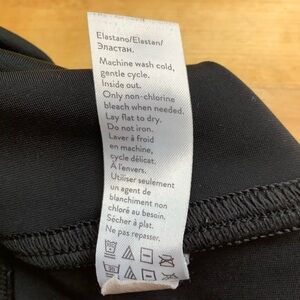 Elastano/Elastan/
Эластан.
Machine wash cold,
gentle cycle.
Inside out.
Only non-chlorine
bleach when needed.
Lay flat to dry.
Do not iron.
Laver à froid
en machine,
cycle délicat.
À l'envers.
Utiliser seulement
un agent de
blanchiment non
chloré au besoin.
Sécher à plat.
Ne pas repasser.